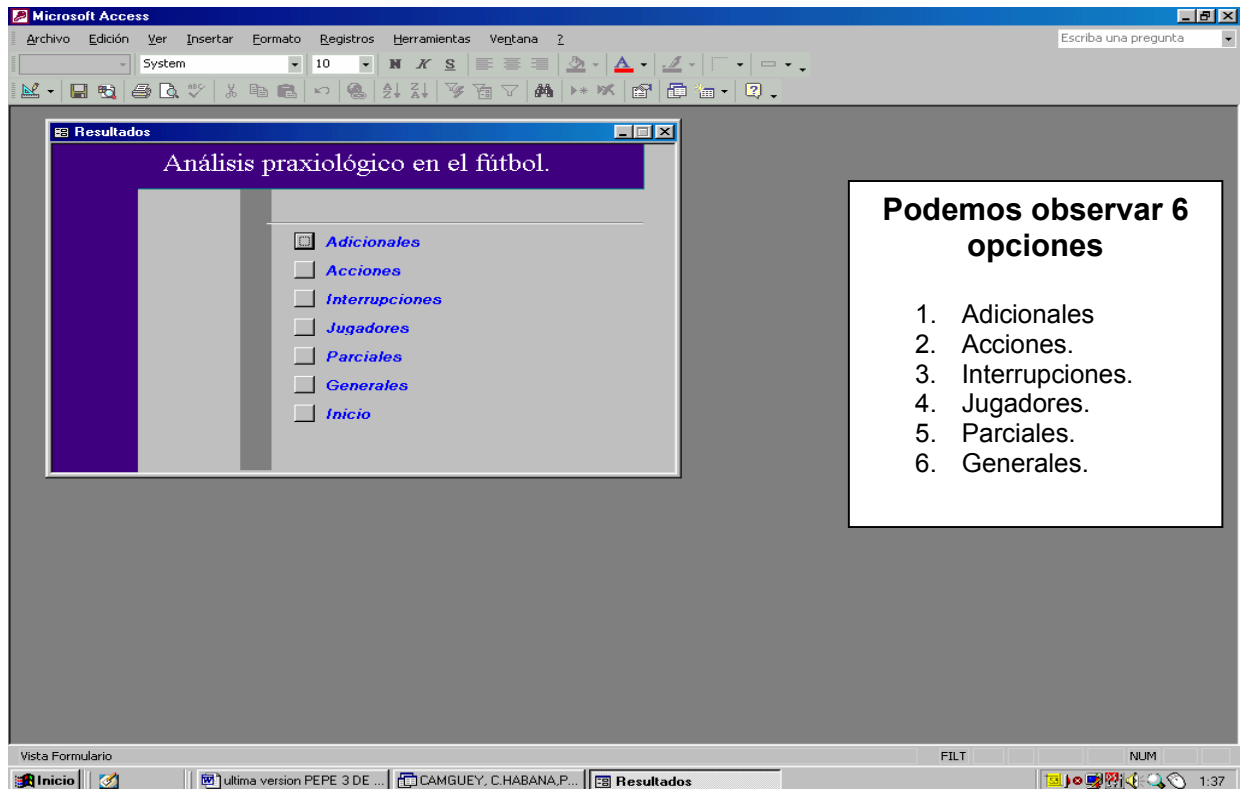 Microsoft Access
Archivo Edición Ver Insertar Formato Registros Herramientas Ventana ?
Escriba una pregunta
System 10 N K S
Resultados
Análisis praxiológico en el fútbol.
Adicionales
Acciones
Interrupciones
Jugadores
Parciales
Generales
Inicio
Podemos observar 6
opciones
1. Adicionales
2. Acciones.
3. Interrupciones.
4. Jugadores.
5. Parciales.
6. Generales.
Vista Formulario FILT NUM
Inicio ultima version PEPE 3 DE ... CAMGUEY, C.HABANA,P... Resultados 1:37